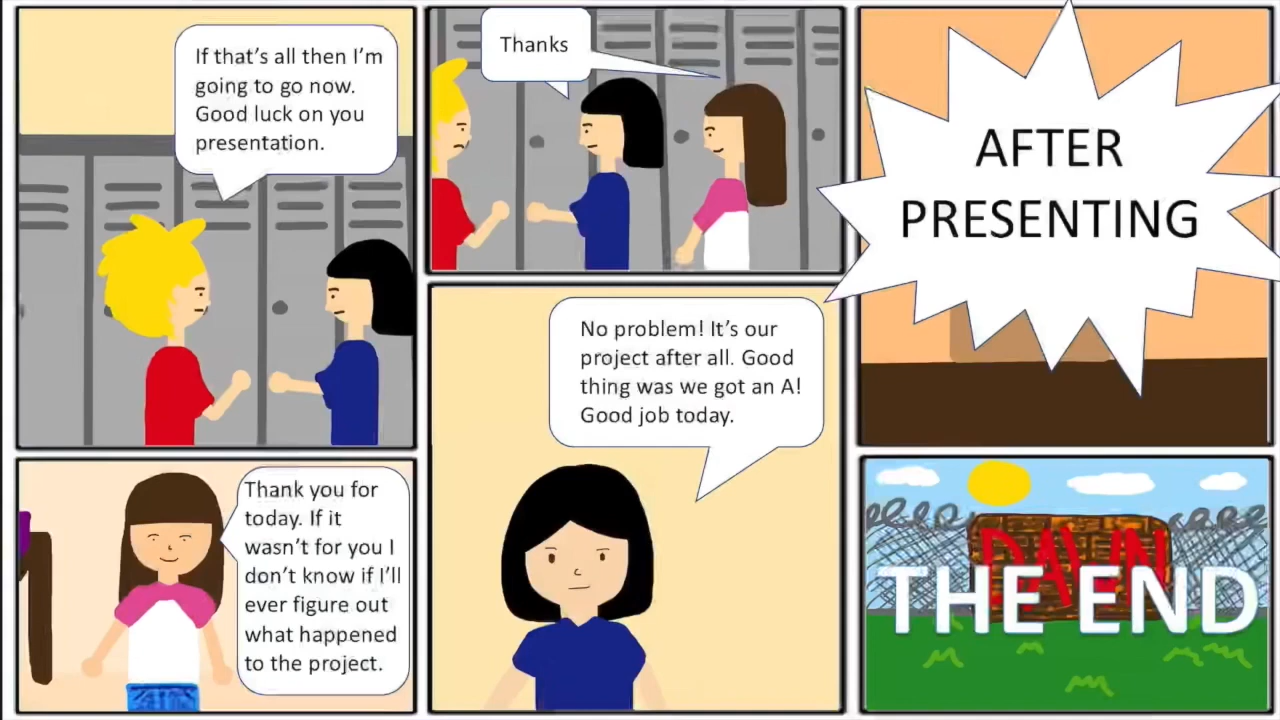 If that's all then I'm
going to go now.
Good luck on you
presentation.
Thanks
AFTER
PRESENTING
Thank you for
today. If it
wasn't for you I
don't know if I'll
ever figure out
what happened
to the project.
No problem! It's our
project after all. Good
thing was we got an A!
Good job today.
DAWN
THE END